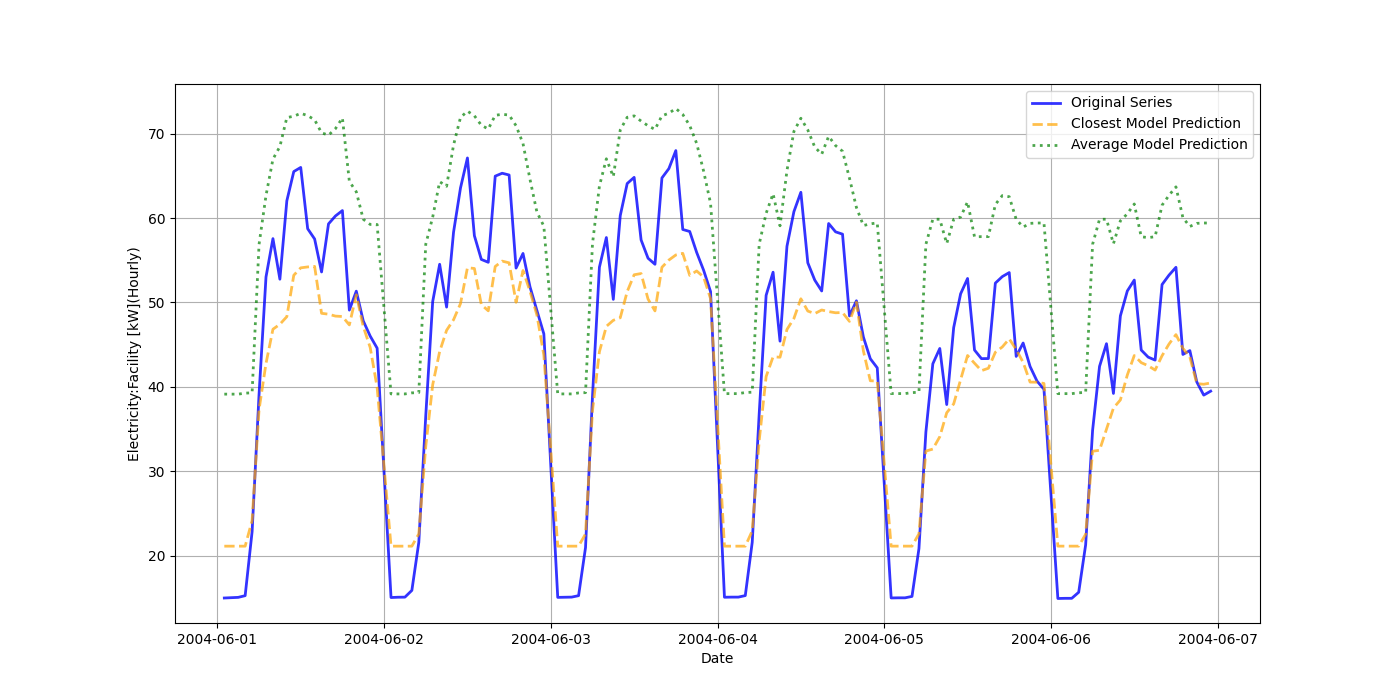 Original Series
Closest Model Prediction
Average Model Prediction
Electricity:Facility [kW](Hourly)
70
60
50
40
30
20
2004-06-01
2004-06-02
2004-06-03
2004-06-04
2004-06-05
2004-06-06
2004-06-07
Date